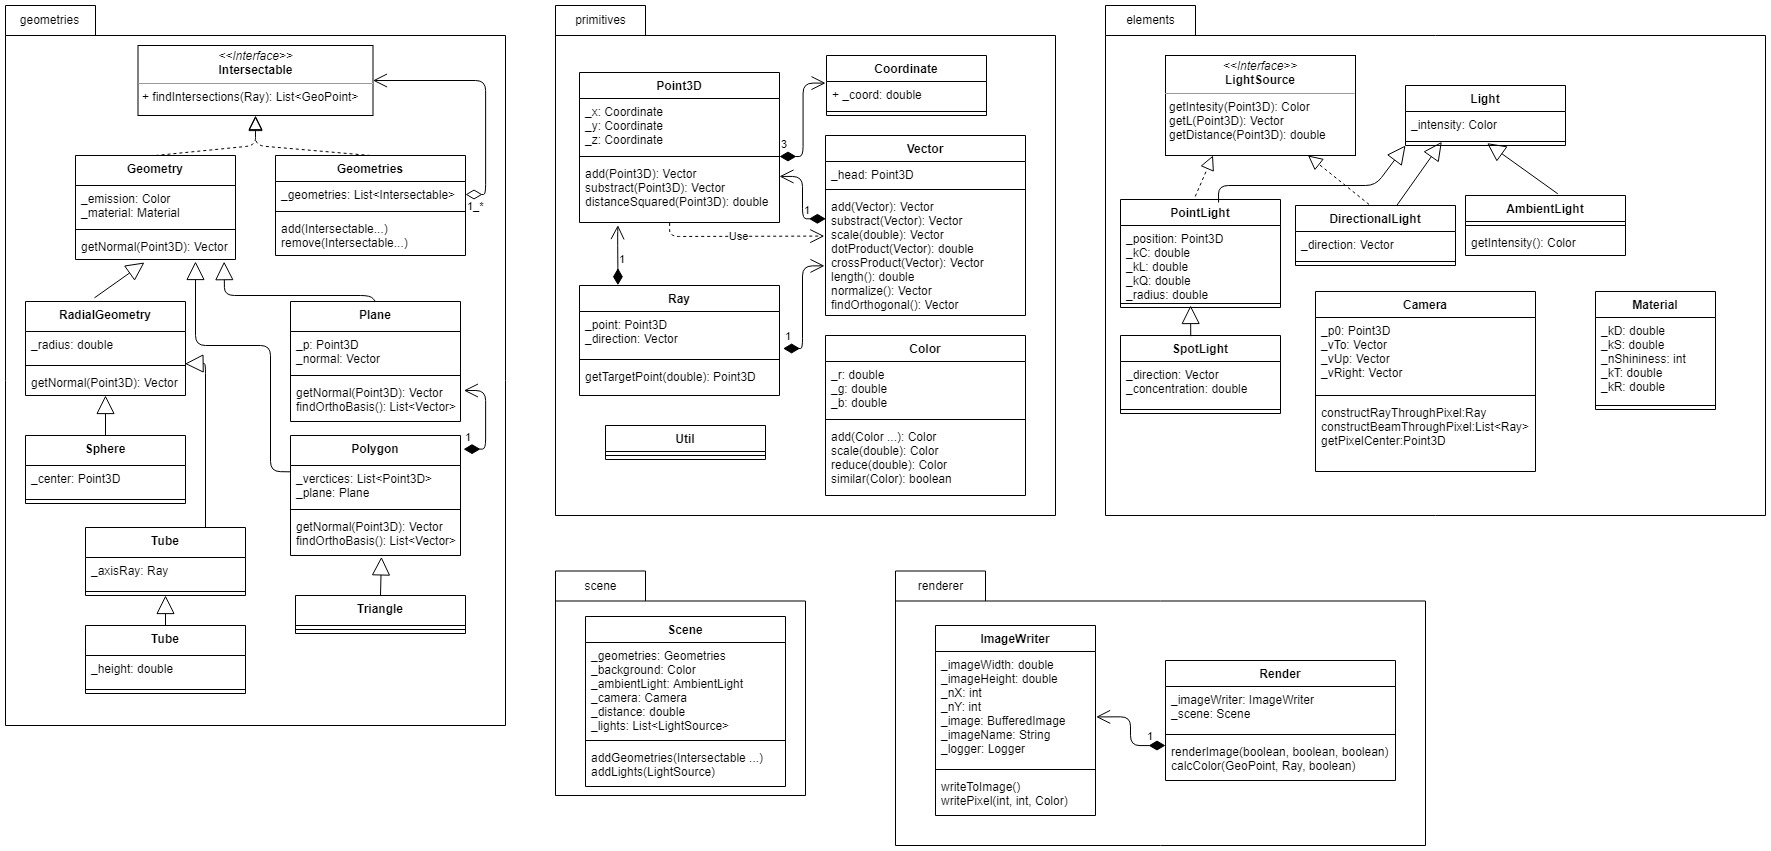 geometries
<<Interface>>
Intersectable
+ findIntersections(Ray): List<GeoPoint>
Geometry
_emission: Color
_material: Material
getNormal(Point3D): Vector
Geometries
_geometries: List<Intersectable>
add(Intersectable...)
remove(Intersectable...)
1_*
RadialGeometry
_radius: double
getNormal(Point3D): Vector
Plane
_p: Point3D
_normal: Vector
getNormal(Point3D): Vector
findOrthoBasis(): List<Vector>
Sphere
_center: Point3D
1
Polygon
_verctices: List<Point3D>
_plane: Plane
getNormal(Point3D): Vector
findOrthoBasis(): List<Vector>
Tube
_axisRay: Ray
Triangle
Tube
_height: double
primitives
Point3D
_x: Coordinate
_y: Coordinate
_z: Coordinate
add(Point3D): Vector
substract(Point3D): Vector
distanceSquared(Point3D): double
3
Coordinate
+ _coord: double
Vector
_head: Point3D
add(Vector): Vector
substract(Vector): Vector
scale(double): Vector
dotProduct(Vector): double
crossProduct(Vector): Vector
length(): double
normalize(): Vector
findOrthogonal(): Vector
1
Use
1
Ray
_point: Point3D
_direction: Vector
getTargetPoint(double): Point3D
1
Color
_r: double
_g: double
_b: double
add(Color ...): Color
scale(double): Color
reduce(double): Color
similar(Color): boolean
Util
elements
<<Interface>>
LightSource
getIntesity(Point3D): Color
getL(Point3D): Vector
getDistance(Point3D): double
Light
_intensity: Color
PointLight
_position: Point3D
_kC: double
_kL: double
_kQ: double
_radius: double
DirectionalLight
_direction: Vector
AmbientLight
getIntensity(): Color
SpotLight
_direction: Vector
_concentration: double
Camera
_p0: Point3D
_vTo: Vector
_vUp: Vector
_vRight: Vector
constructRayThroughPixel:Ray
constructBeamThroughPixel:List<Ray>
getPixelCenter:Point3D
Material
_kD: double
_kS: double
_nShininess: int
_kT: double
_kR: double
scene
Scene
_geometries: Geometries
_background: Color
_ambientLight: AmbientLight
_camera: Camera
_distance: double
_lights: List<LightSource>
addGeometries(Intersectable ...)
addLights(LightSource)
renderer
ImageWriter
_imageWidth: double
_imageHeight: double
_nX: int
_nY: int
_image: BufferedImage
_imageName: String
_logger: Logger
writeToImage()
writePixel(int, int, Color)
1
Render
_imageWriter: ImageWriter
_scene: Scene
renderImage(boolean, boolean, boolean)
calcColor(GeoPoint, Ray, boolean)